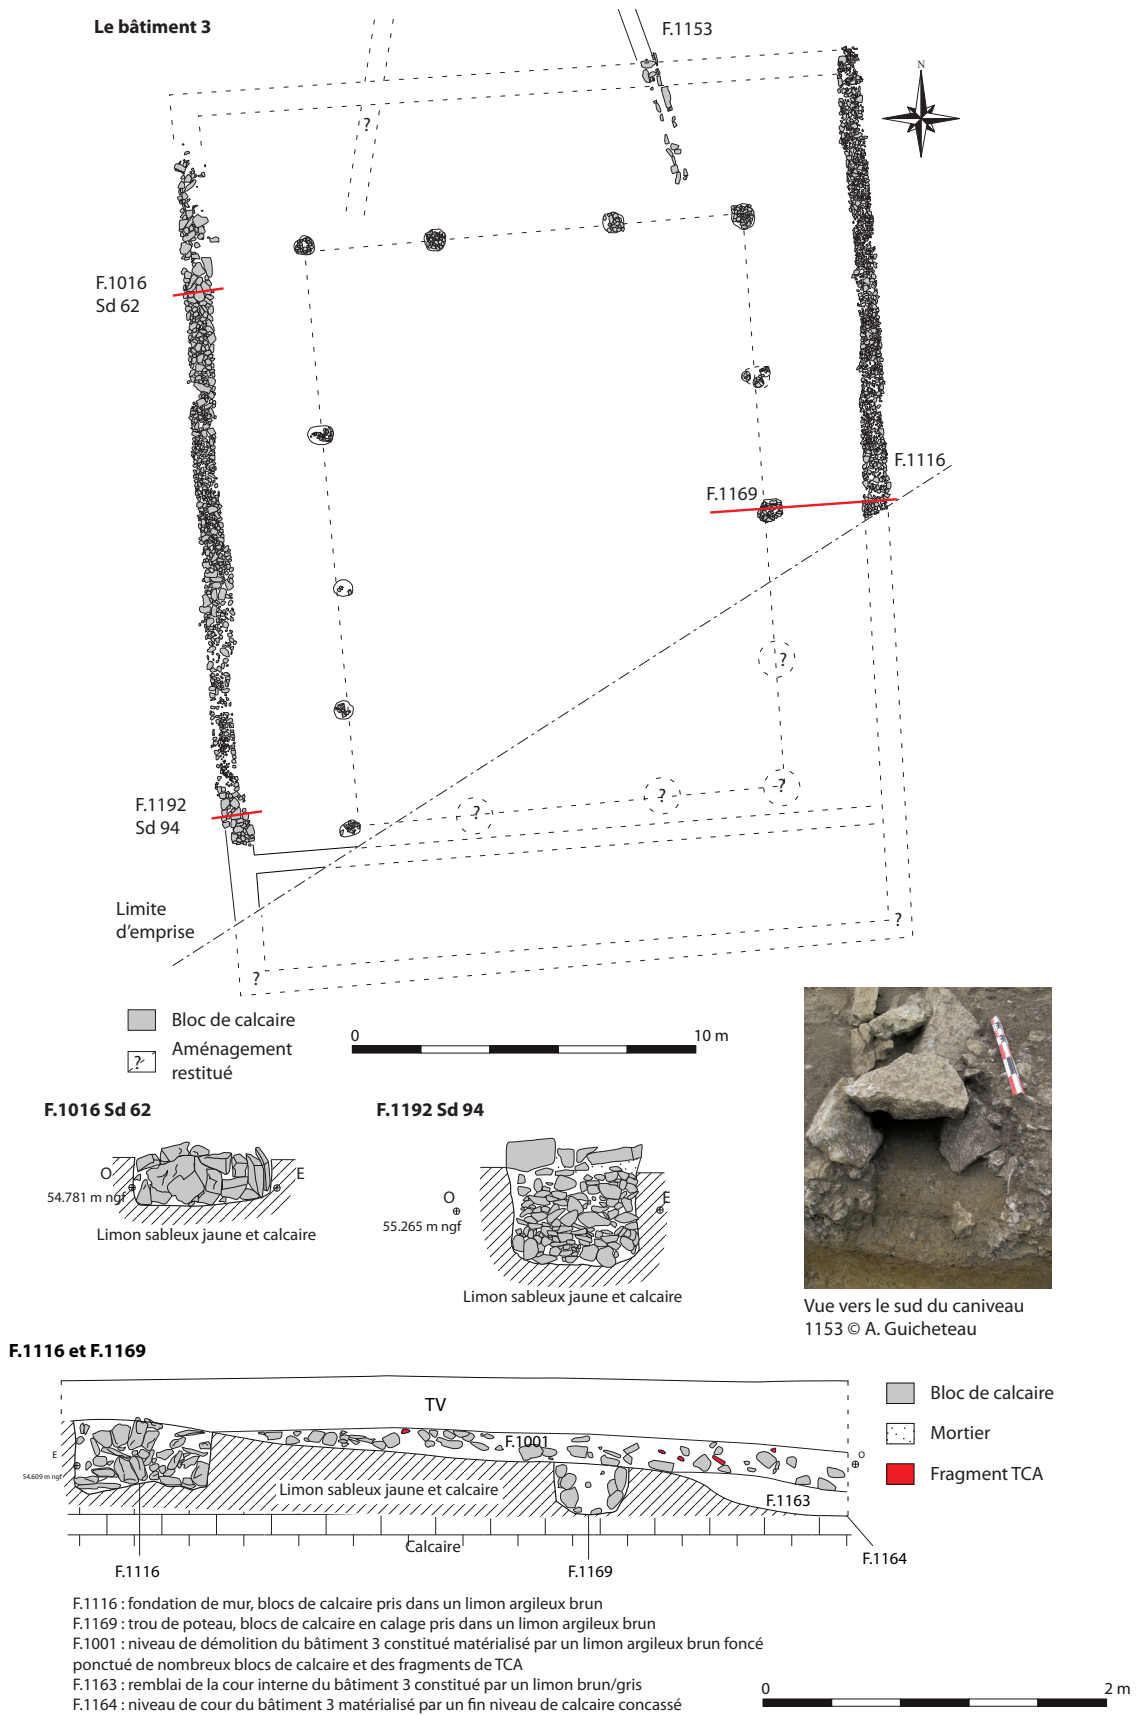 Le bâtiment 3
F.1153
N
?
F.1016
Sd 62
F.1116
F.1169
?
?
?
?
F.1192
Sd 94
Limite
d'emprise
?
?
Bloc de calcaire
? Aménagement
restitué
0 10 m
F.1016 Sd 62
F.1192 Sd 94
O E
54.781 m ngf
Limon sableux jaune et calcaire
O E
55.265 m ngf
Limon sableux jaune et calcaire
Vue vers le sud du caniveau
1153 © A. Guicheteau
F.1116 et F.1169
TV
F.1001
E
54.609 m ngf
O
Limon sableux jaune et calcaire
F.1163
Calcaire
F.1164
F.1116
F.1169
Bloc de calcaire
Mortier
Fragment TCA
F.1116 : fondation de mur, blocs de calcaire pris dans un limon argileux brun
F.1169 : trou de poteau, blocs de calcaire en calage pris dans un limon argileux brun
F.1001 : niveau de démolition du bâtiment 3 constitué matérialisé par un limon argileux brun foncé
ponctué de nombreux blocs de calcaire et des fragments de TCA
F.1163 : remblai de la cour interne du bâtiment 3 constitué par un limon brun/gris
F.1164 : niveau de cour du bâtiment 3 matérialisé par un fin niveau de calcaire concassé
0 2 m